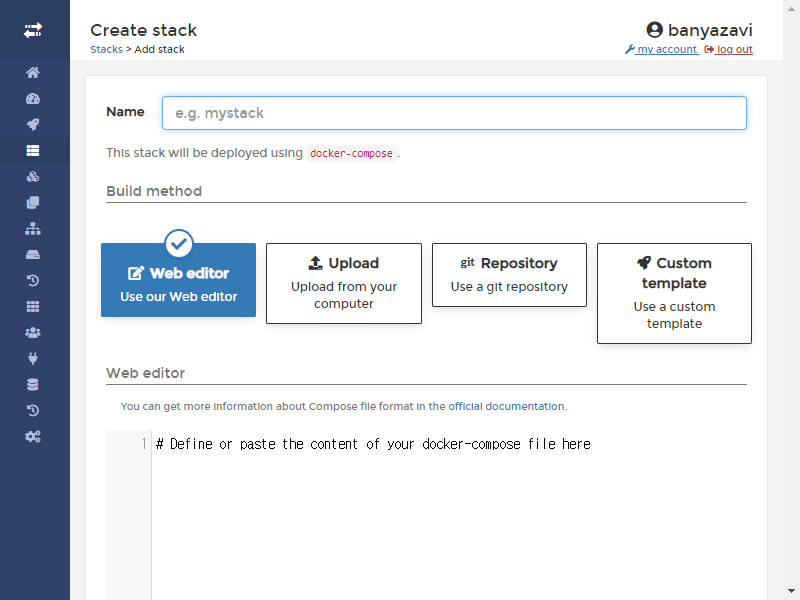 Create stack
banyazavi
Stacks > Add stack
my account log out
Name
e.g. mystack
This stack will be deployed using docker-compose.
Build method
Web editor
Use our Web editor
Upload
Upload from your
computer
git Repository
Use a git repository
Custom
template
Use a custom
template
Web editor
You can get more information about Compose file format in the official documentation.
1 # Define or paste the content of your docker-compose file here